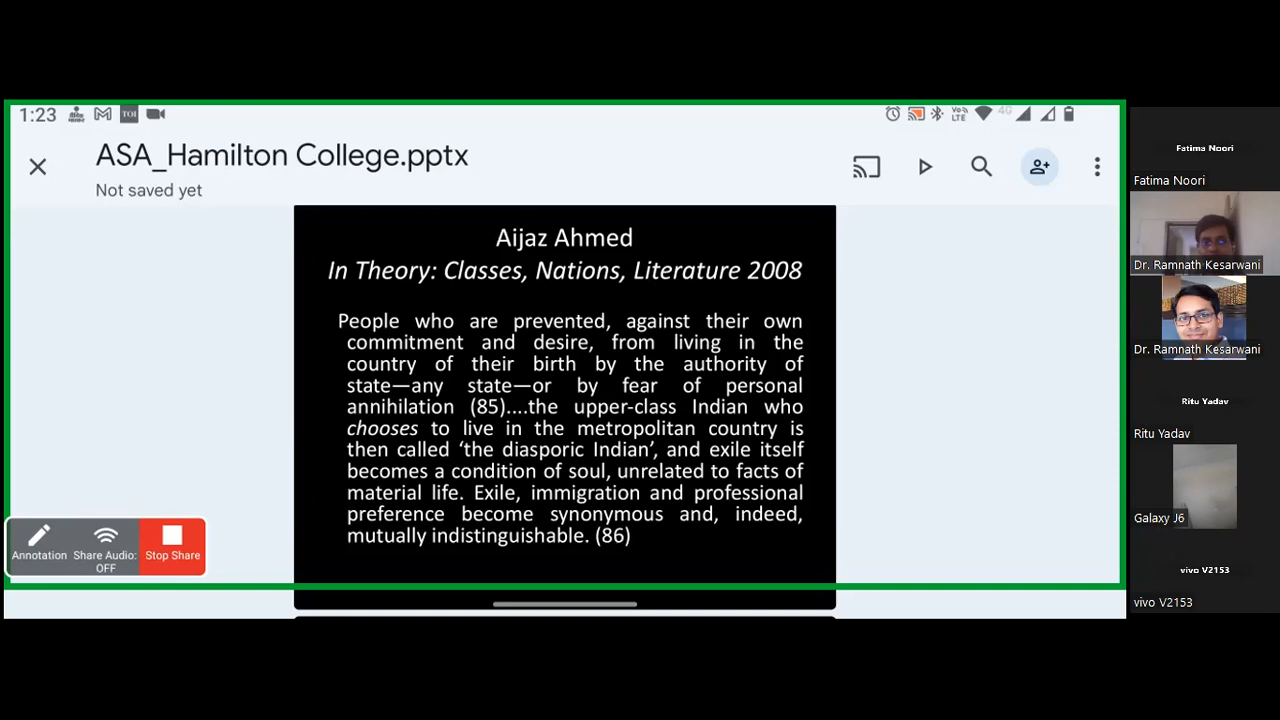 1:23
TOI
Vo)
LTE
4G
ASA_Hamilton College.pptx
Not saved yet
Aijaz Ahmed
In Theory: Classes, Nations, Literature 2008
People who are prevented, against their own
commitment and desire, from living in the
country of their birth by the authority of
state—any state—or by fear of personal
annihilation (85)....the upper-class Indian who
chooses to live in the metropolitan country is
then called ‘the diasporic Indian’, and exile itself
becomes a condition of soul, unrelated to facts of
material life. Exile, immigration and professional
preference become synonymous and, indeed,
mutually indistinguishable. (86)
Annotation
Share Audio:
OFF
Stop Share
Fatima Noori
Fatima Noori
Dr. Ramnath Kesarwani
Dr. Ramnath Kesarwani
Ritu Yadav
Ritu Yadav
Galaxy J6
vivo V2153
vivo V2153